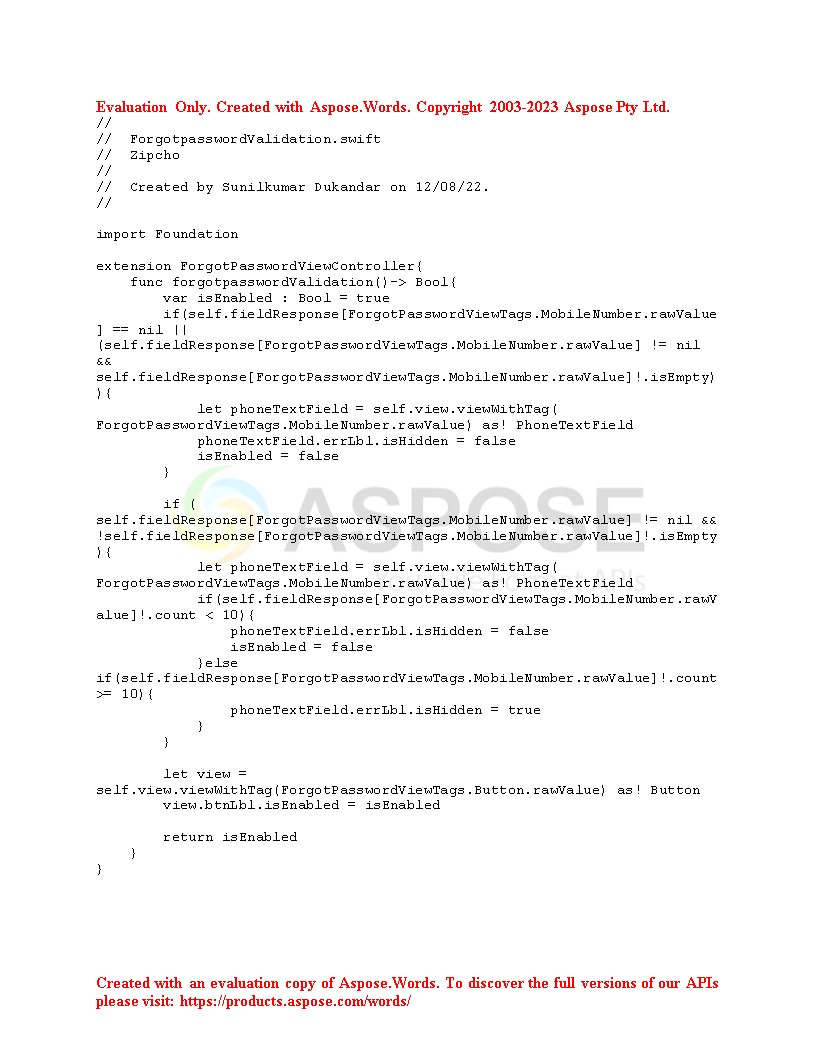 Evaluation Only. Created with Aspose.Words. Copyright 2003-2023 Aspose Pty Ltd.
//
//  ForgotpasswordValidation.swift
//  Zipcho
//
//  Created by Sunilkumar Dukandar on 12/08/22.
//

import Foundation

extension ForgotPasswordViewController{
    func forgotpasswordValidation()-> Bool{
        var isEnabled : Bool = true
        if(self.fieldResponse[ForgotPasswordViewTags.MobileNumber.rawValue
] == nil ||
(self.fieldResponse[ForgotPasswordViewTags.MobileNumber.rawValue] != nil
&&
self.fieldResponse[ForgotPasswordViewTags.MobileNumber.rawValue]!.isEmpty)
){
            let phoneTextField = self.view.viewWithTag(
ForgotPasswordViewTags.MobileNumber.rawValue) as! PhoneTextField
            phoneTextField.errLbl.isHidden = false
            isEnabled = false
        }

        if (
self.fieldResponse[ForgotPasswordViewTags.MobileNumber.rawValue] != nil &&
!self.fieldResponse[ForgotPasswordViewTags.MobileNumber.rawValue]!.isEmpty
){
            let phoneTextField = self.view.viewWithTag(
ForgotPasswordViewTags.MobileNumber.rawValue) as! PhoneTextField
            if(self.fieldResponse[ForgotPasswordViewTags.MobileNumber.rawV
alue]!.count < 10){
                phoneTextField.errLbl.isHidden = false
                isEnabled = false
            }else
if(self.fieldResponse[ForgotPasswordViewTags.MobileNumber.rawValue]!.count
>= 10){
                phoneTextField.errLbl.isHidden = true
            }
        }

        let view =
self.view.viewWithTag(ForgotPasswordViewTags.Button.rawValue) as! Button
        view.btnLbl.isEnabled = isEnabled

        return isEnabled
    }
}
ASPOSE
Created with an evaluation copy of Aspose.Words. To discover the full versions of our APIs
please visit: https://products.aspose.com/words/